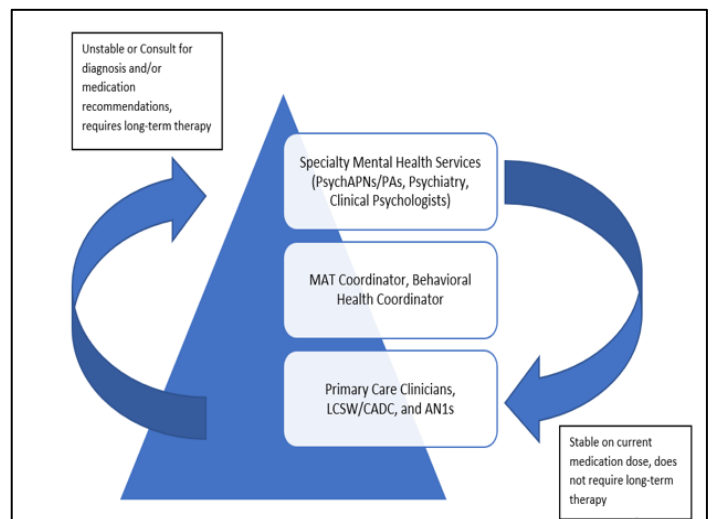 Unstable or Consult for
diagnosis and/or
medication
recommendations,
requires long-term therapy
Specialty Mental Health Services
(PsychAPNs/PAs, Psychiatry,
Clinical Psychologists)
MAT Coordinator, Behavioral
Health Coordinator
Primary Care Clinicians,
LCSW/CADC, and AN1s
Stable on current
medication dose, does
not require long-term
therapy